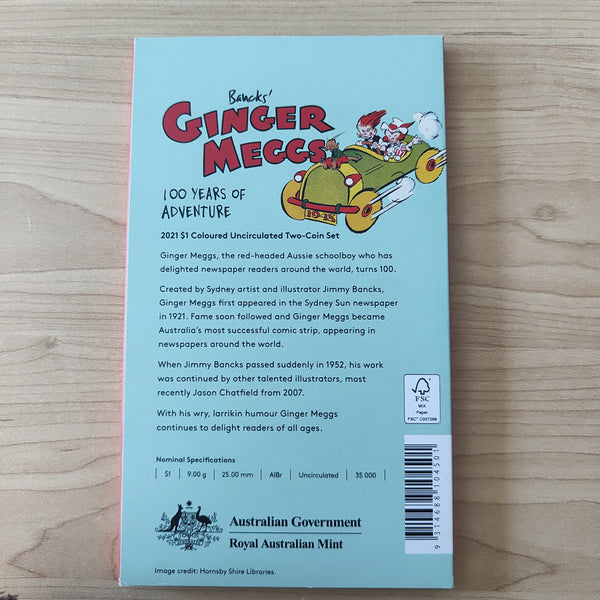 Bancks'
GINGER
MEGGS
100 YEARS OF
ADVENTURE
2021 $1 Coloured Uncirculated Two-Coin Set
Ginger Meggs, the red-headed Aussie schoolboy who has
delighted newspaper readers around the world, turns 100.
Created by Sydney artist and illustrator Jimmy Bancks,
Ginger Meggs first appeared in the Sydney Sun newspaper
in 1921. Fame soon followed and Ginger Meggs became
Australia's most successful comic strip, appearing in
newspapers around the world.
When Jimmy Bancks passed suddenly in 1952, his work
was continued by other talented illustrators, most
recently Jason Chatfield from 2007.
With his wry, larrikin humour Ginger Meggs
continues to delight readers of all ages.
FSC
MIX
Paper
FSC® C007298
Nominal Specifications
$1 | 9.00 g | 25.00 mm | AlBr | Uncirculated | 35 000
Australian Government
Royal Australian Mint
9 314688 104501
Image credit: Hornsby Shire Libraries.